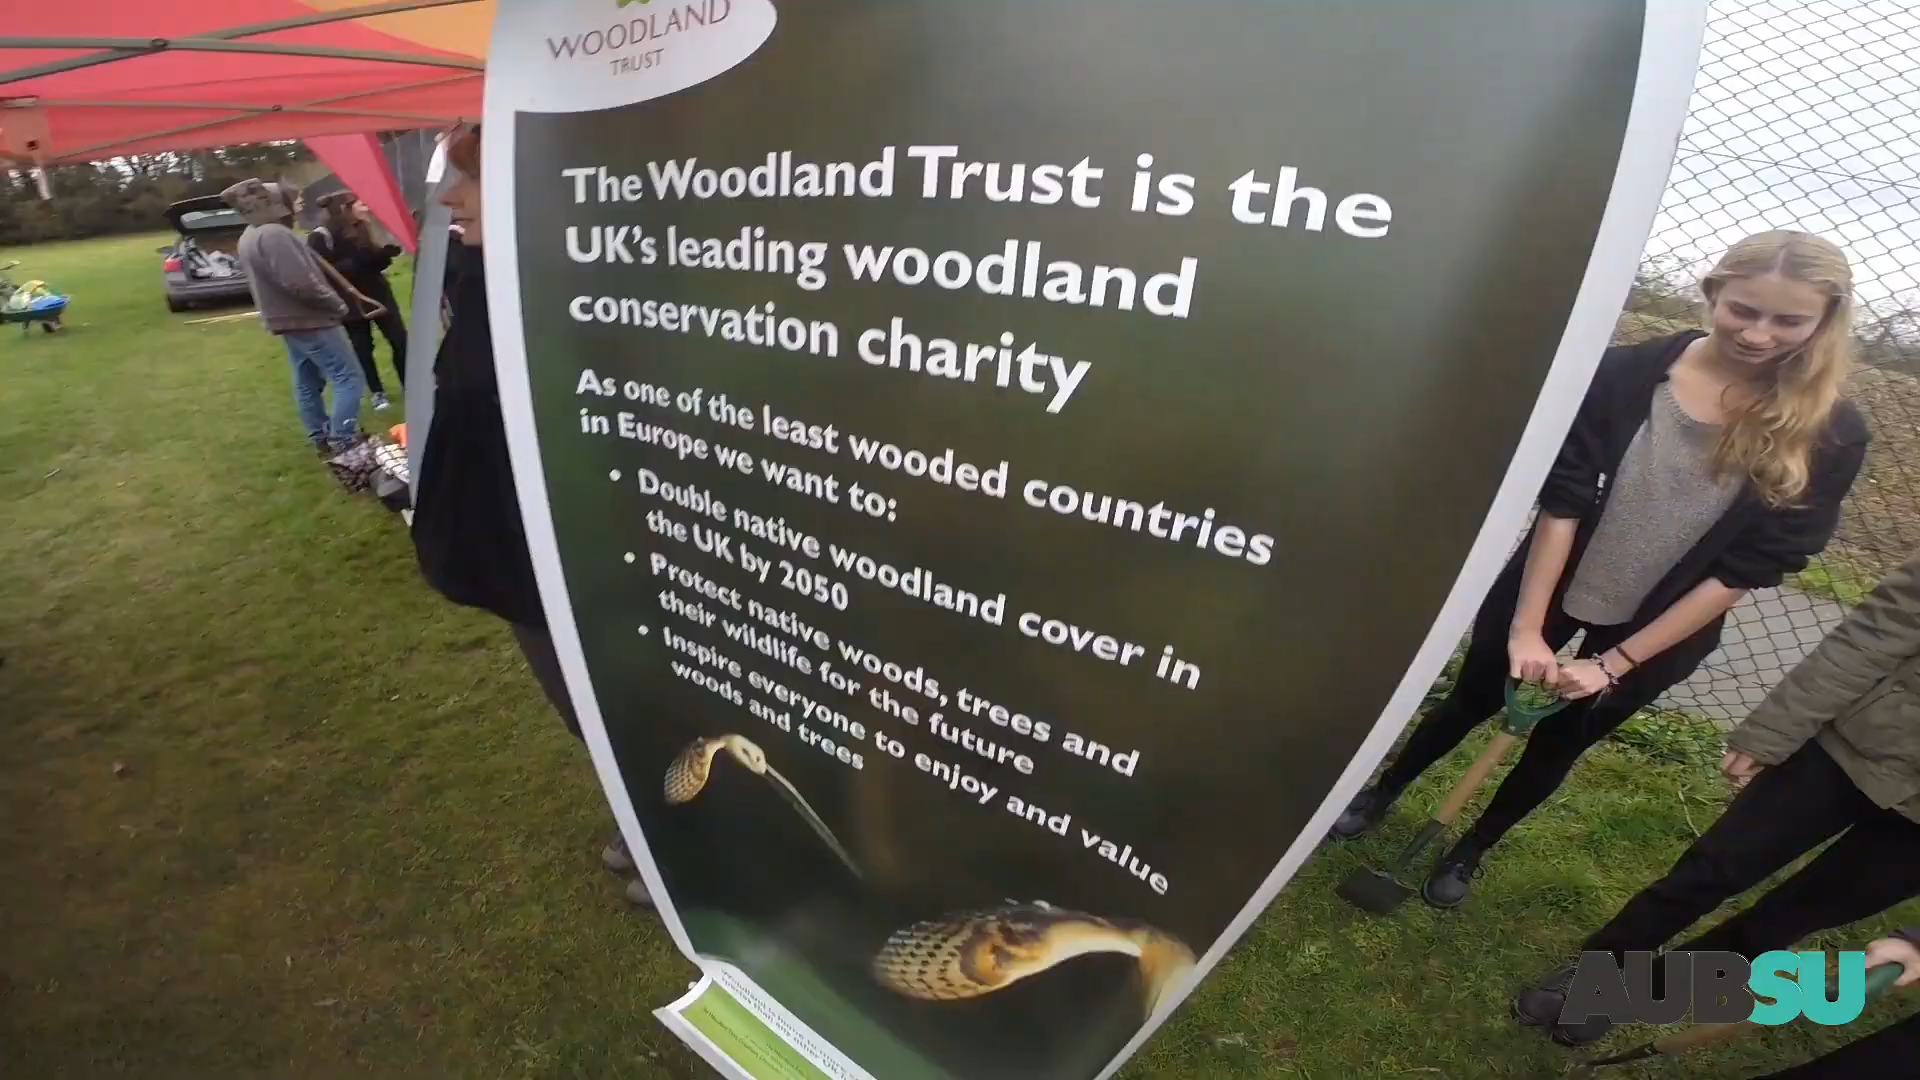 WOODLAND
TRUST
The Woodland Trust is the
UK's leading woodland
conservation charity
As one of the least wooded countries
in Europe we want to:
• Double native woodland cover in
the UK by 2050
• Protect native woods, trees and
their wildlife for the future
• Inspire everyone to enjoy and value
woods and trees
AUBSU